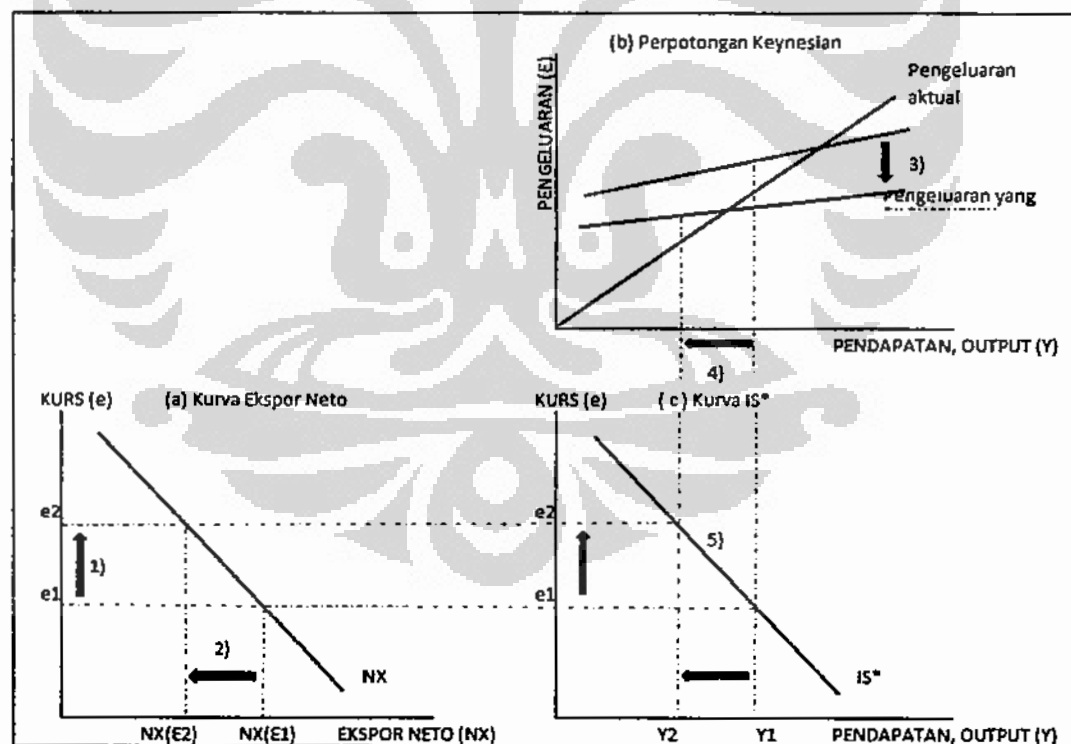 (b) Perpotongan Keynesian
PENGELUARAN (E)
Pengeluaran
aktual
3)
Pengeluaran yang
PENDAPATAN, OUTPUT (Y)
4)
KURS (e)
(a) Kurva Ekspor Neto
e2
1)
e1
2)
NX
NX(E2)
NX(E1)
EKSPOR NETO (NX)
KURS (e)
( c ) Kurva IS*
e2
5)
e1
IS*
Y2
Y1
PENDAPATAN, OUTPUT (Y)